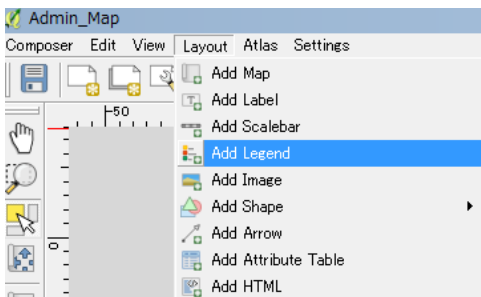 Admin_Map
Composer Edit View Layout Atlas Settings
Add Map
-50
Add Label
Add Scalebar
Add Legend
Add Image
Add Shape
0
Add Arrow
Add Attribute Table
Add HTML